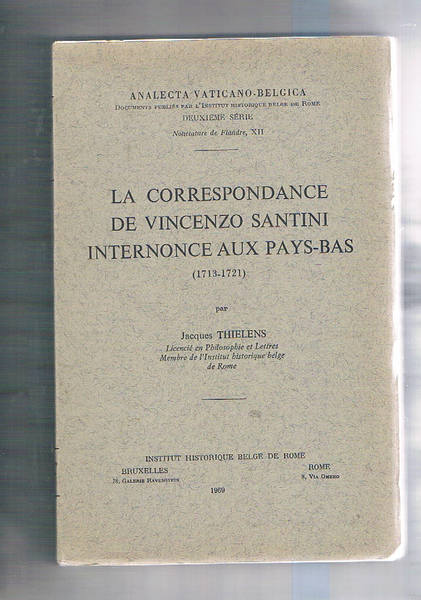 ANALECTA VATICANO-BELGICA
DOCUMENTS PUBLIÉS PAR L'INSTITUT HISTORIQUE BELGE DE ROME
DEUXIÈME SÉRIE
Nonciature de Flandre, XII
LA CORRESPONDANCE
DE VINCENZO SANTINI
INTERNONCE AUX PAYS-BAS
(1713-1721)
par
Jacques THIELENS
Licencié en Philosophie et Lettres
Membre de l'Institut historique belge
de Rome
INSTITUT HISTORIQUE BELGE DE ROME
BRUXELLES ROME
GALERIE RAVENSTEIN 8, VIA OMERO
1969